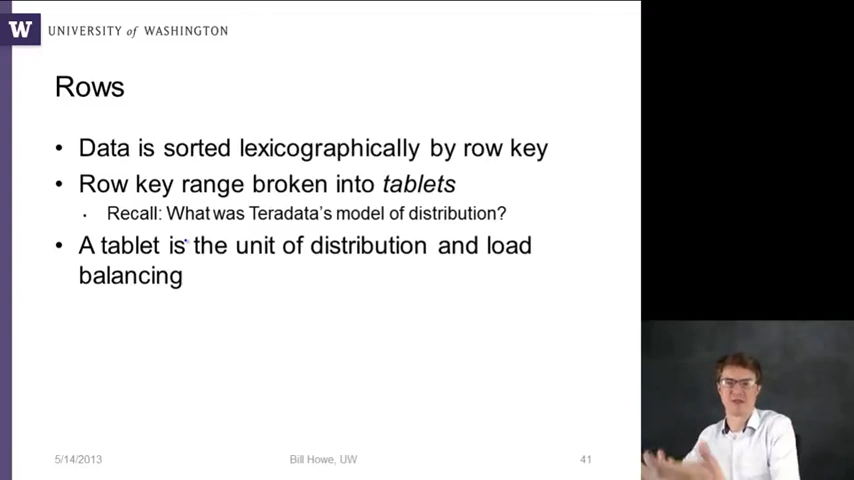 W UNIVERSITY of WASHINGTON
Rows
• Data is sorted lexicographically by row key
• Row key range broken into tablets
• Recall: What was Teradata's model of distribution?
• A tablet is the unit of distribution and load
balancing
5/14/2013 Bill Howe, UW 41